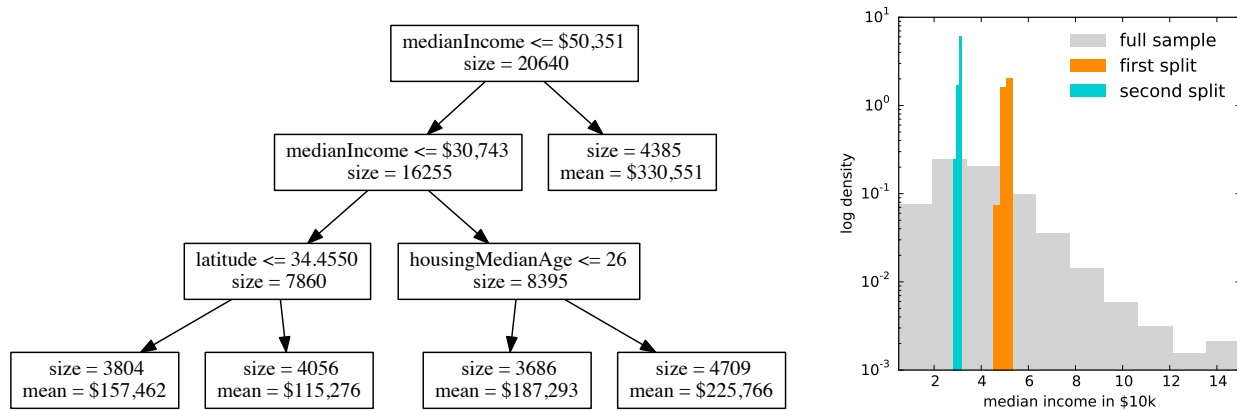 medianIncome <= $50,351
size = 20640
medianIncome <= $30,743
size = 16255
size = 4385
mean = $330,551
latitude <= 34.4550
size = 7860
housingMedianAge <= 26
size = 8395
size = 3804
mean = $157,462
size = 4056
mean = $115,276
size = 3686
mean = $187,293
size = 4709
mean = $225,766
full sample
first split
second split
log density
10^1
10^0
10^-1
10^-2
10^-3
2 4 6 8 10 12 14
median income in $10k